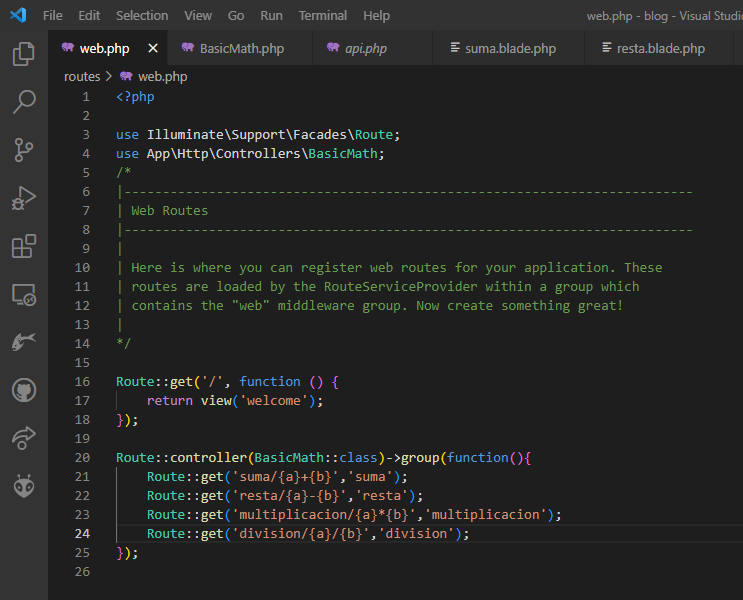 File Edit Selection View Go Run Terminal Help web.php - blog - Visual Studio
web.php × BasicMath.php api.php suma.blade.php resta.blade.php
routes > web.php
1 <?php
2
3 use Illuminate\Support\Facades\Route;
4 use App\Http\Controllers\BasicMath;
5 /*
6 |--------------------------------------------------------------------------
7 | Web Routes
8 |--------------------------------------------------------------------------
9 |
10 | Here is where you can register web routes for your application. These
11 | routes are loaded by the RouteServiceProvider within a group which
12 | contains the "web" middleware group. Now create something great!
13 |
14 */
15
16 Route::get('/', function () {
17     return view('welcome');
18 });
19
20 Route::controller(BasicMath::class)->group(function(){
21     Route::get('suma/{a}+{b}','suma');
22     Route::get('resta/{a}-{b}','resta');
23     Route::get('multiplicacion/{a}*{b}','multiplicacion');
24     Route::get('division/{a}/{b}','division');
25 });
26